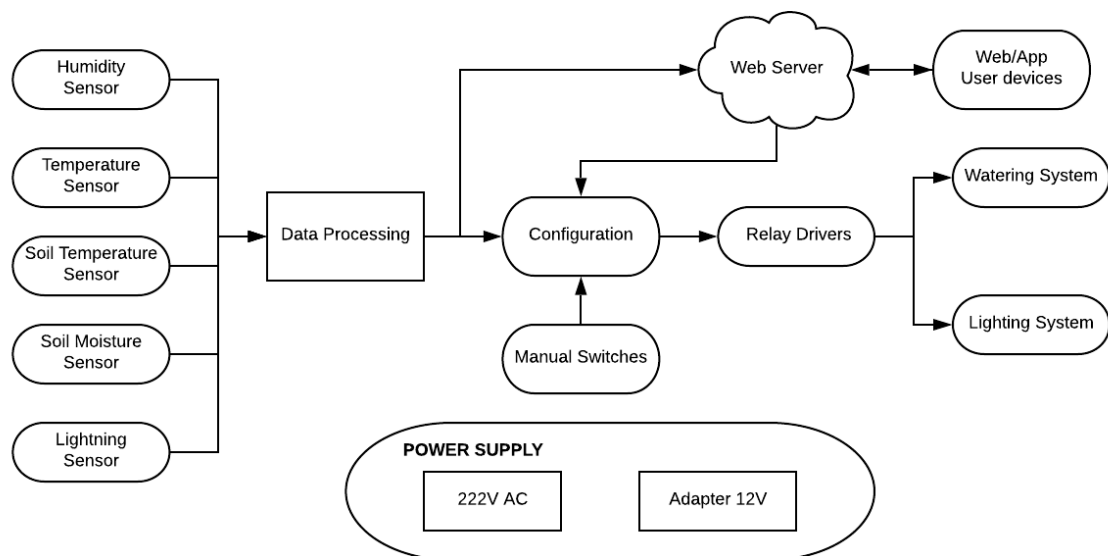 Humidity
Sensor
Temperature
Sensor
Soil Temperature
Sensor
Soil Moisture
Sensor
Lightning
Sensor
Data Processing
Web Server
Web/App
User devices
Configuration
Manual Switches
Relay Drivers
Watering System
Lighting System
POWER SUPPLY
222V AC
Adapter 12V